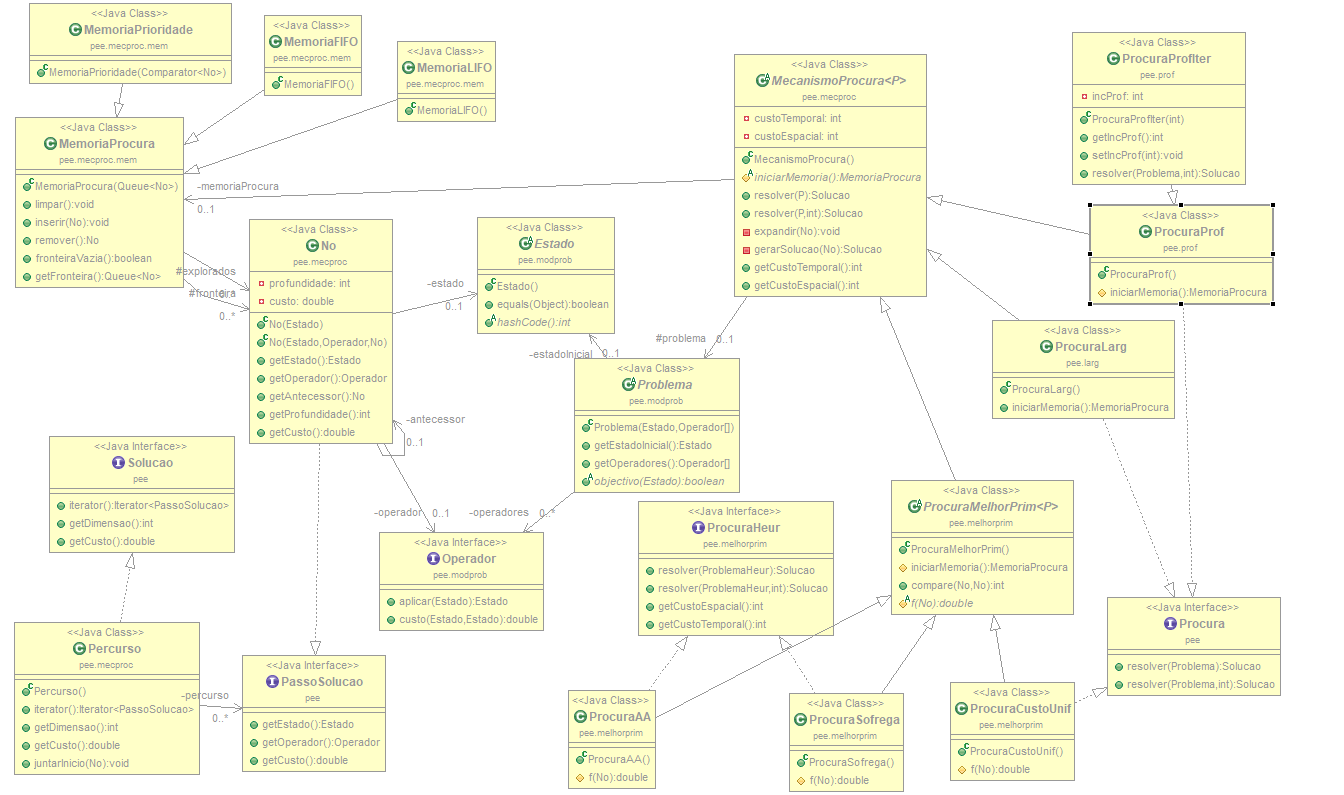 <<Java Class>>
MemoriaPrioridade
pee.mecproc.mem
MemoriaPrioridade(Comparator<No>)
<<Java Class>>
MemoriaFIFO
pee.mecproc.mem
MemoriaFIFO()
<<Java Class>>
MemoriaLIFO
pee.mecproc.mem
MemoriaLIFO()
<<Java Class>>
MecanismoProcura<P>
pee.mecproc
custoTemporal: int
custoEspacial: int
MecanismoProcura()
iniciarMemoria():MemoriaProcura
resolver(P):Solucao
resolver(P,int):Solucao
expandir(No):void
gerarSolucao(No):Solucao
getCustoTemporal():int
getCustoEspacial():int
<<Java Class>>
ProcuraProfIter
pee.prof
incProf: int
ProcuraProfIter(int)
getIncProf():int
setIncProf(int):void
resolver(Problema,int):Solucao
<<Java Class>>
MemoriaProcura
pee.mecproc.mem
MemoriaProcura(Queue<No>)
limpar():void
inserir(No):void
remover():No
fronteiraVazia():boolean
getFronteira():Queue<No>
-memoriaProcura
0..1
#explorados
0..*
#fronteira
0..*
<<Java Class>>
No
pee.mecproc
profundidade: int
custo: double
No(Estado)
No(Estado,Operador,No)
getEstado():Estado
getOperador():Operador
getAntecessor():No
getProfundidade():int
getCusto():double
-estado
0..1
<<Java Class>>
Estado
pee.modprob
Estado()
equals(Object):boolean
hashCode():int
-estadoInicial
0..1
#problema
0..1
<<Java Class>>
ProcuraProf
pee.prof
ProcuraProf()
iniciarMemoria():MemoriaProcura
<<Java Class>>
ProcuraLarg
pee.larg
ProcuraLarg()
iniciarMemoria():MemoriaProcura
<<Java Class>>
Problema
pee.modprob
Problema(Estado,Operador[])
getEstadoInicial():Estado
getOperadores():Operador[]
objectivo(Estado):boolean
-antecessor
0..1
-operador
0..1
-operadores
0..*
<<Java Interface>>
Solucao
pee
iterator():Iterator<PassoSolucao>
getDimensao():int
getCusto():double
<<Java Interface>>
Operador
pee.modprob
aplicar(Estado):Estado
custo(Estado,Estado):double
<<Java Interface>>
ProcuraHeur
pee.melhorprim
resolver(ProblemaHeur):Solucao
resolver(ProblemaHeur,int):Solucao
getCustoEspacial():int
getCustoTemporal():int
<<Java Class>>
ProcuraMelhorPrim<P>
pee.melhorprim
ProcuraMelhorPrim()
iniciarMemoria():MemoriaProcura
compare(No,No):int
f(No):double
<<Java Interface>>
Procura
pee
resolver(Problema):Solucao
resolver(Problema,int):Solucao
<<Java Class>>
Percurso
pee.mecproc
Percurso()
iterator():Iterator<PassoSolucao>
getDimensao():int
getCusto():double
juntarInicio(No):void
-percurso
0..*
<<Java Interface>>
PassoSolucao
pee
getEstado():Estado
getOperador():Operador
getCusto():double
<<Java Class>>
ProcuraAA
pee.melhorprim
ProcuraAA()
f(No):double
<<Java Class>>
ProcuraSofrega
pee.melhorprim
ProcuraSofrega()
f(No):double
<<Java Class>>
ProcuraCustoUnif
pee.melhorprim
ProcuraCustoUnif()
f(No):double